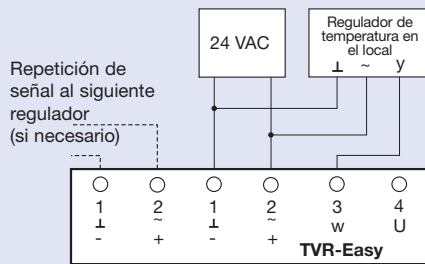 24 VAC
Regulador de
temperatura en
el local
⊥ ~ y
Repetición de
señal al siguiente
regulador
(si necesario)
1 2 1 2 3 4
⊥ ~ ⊥ ~ w U
- + - +
TVR-Easy